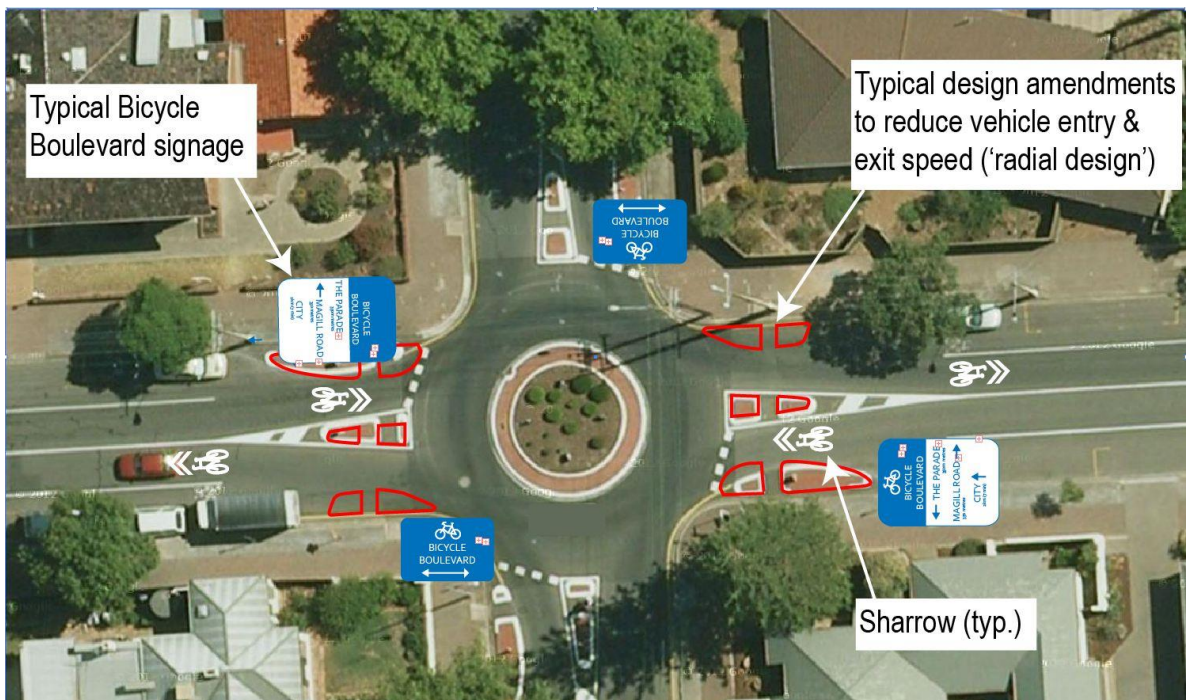 Typical Bicycle
Boulevard signage
Typical design amendments
to reduce vehicle entry &
exit speed (‘radial design’)
BICYCLE
BOULEVARD
BICYCLE
BOULEVARD
THE PARADE
MAGILL ROAD
CITY
BICYCLE
BOULEVARD
THE PARADE
MAGILL ROAD
CITY
BICYCLE
BOULEVARD
Sharrow (typ.)